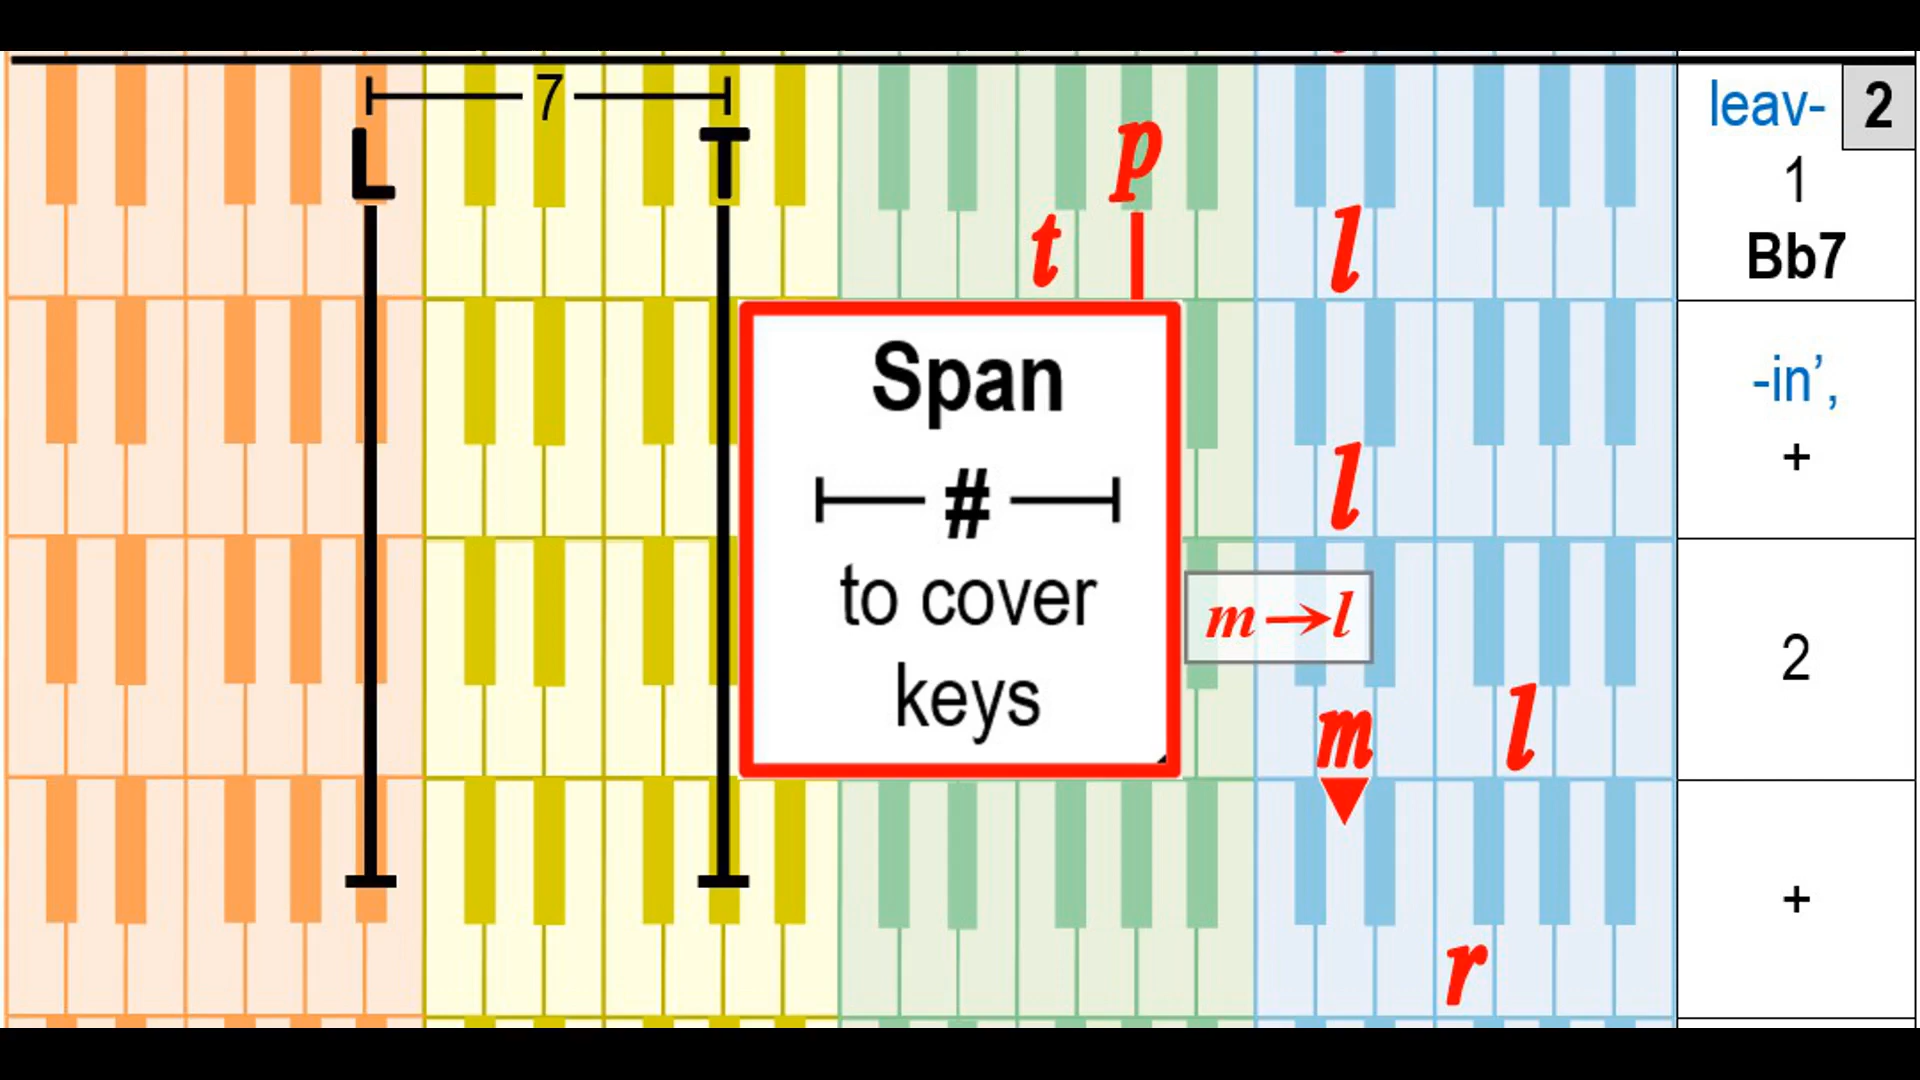 7
leav- 2
L T p
1
t l
Bb7
Span
-in’,
#
l
+
to cover
m→l
2
keys
m l
+
r